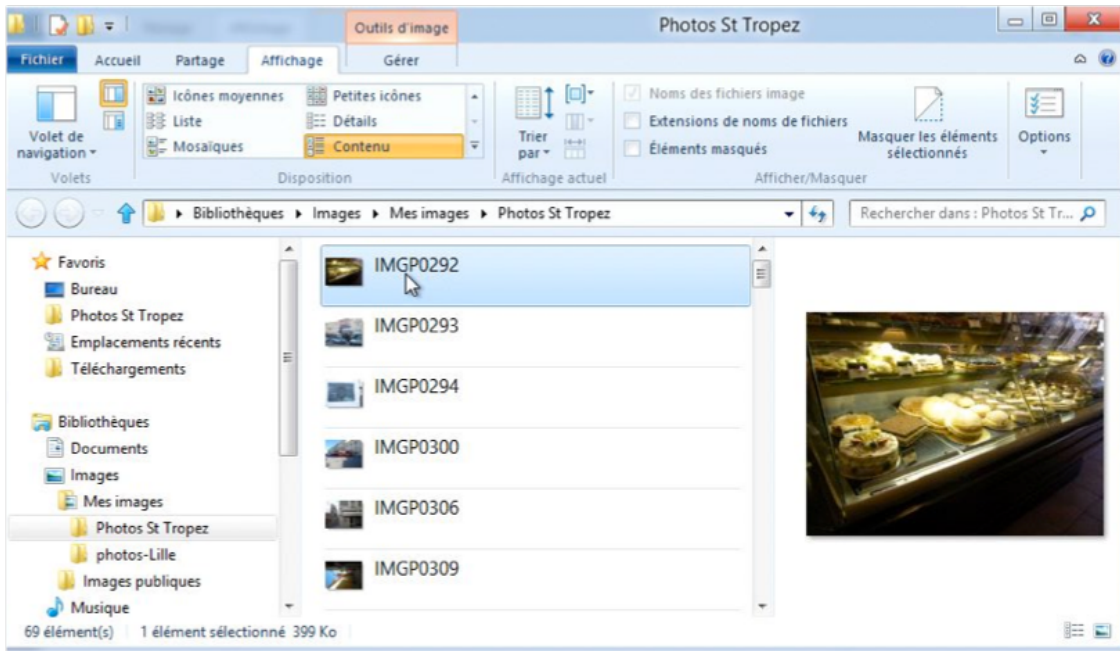 Outils d'image
Photos St Tropez
Fichier Accueil Partage Affichage Gérer
Icônes moyennes Petites icônes
Liste Détails
Mosaïques Contenu
Volet de navigation
Trier par
Noms des fichiers image
Extensions de noms de fichiers
Éléments masqués
Masquer les éléments sélectionnés
Options
Volets Disposition Affichage actuel Afficher/Masquer
Bibliothèques Images Mes images Photos St Tropez
Rechercher dans : Photos St Tr...
Favoris
Bureau
Photos St Tropez
Emplacements récents
Téléchargements
Bibliothèques
Documents
Images
Mes images
Photos St Tropez
photos-Lille
Images publiques
Musique
IMGP0292
IMGP0293
IMGP0294
IMGP0300
IMGP0306
IMGP0309
69 élément(s) 1 élément sélectionné 399 Ko